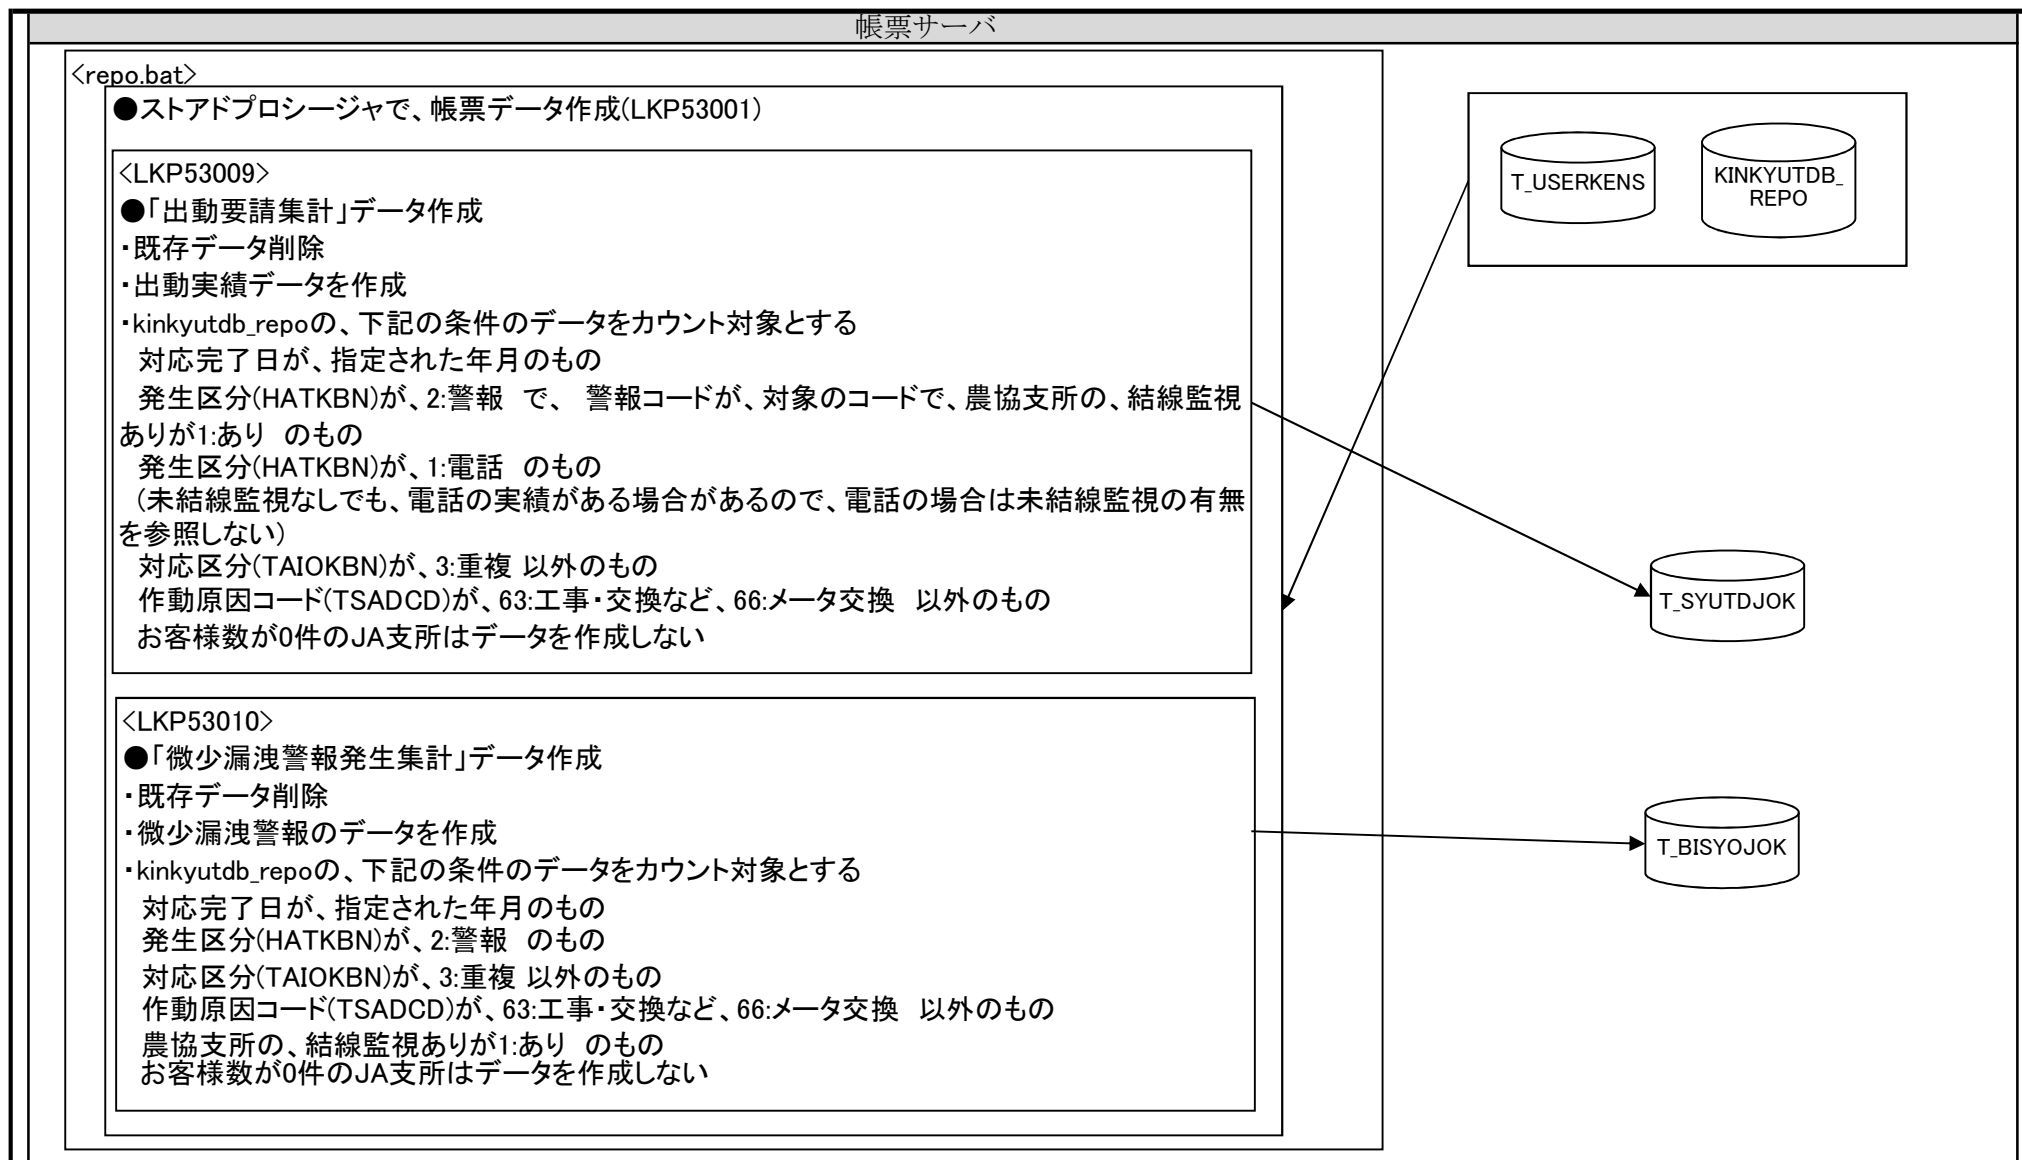 帳票サーバ
<repo.bat>
●ストアドプロシージャで、帳票データ作成(LKP53001)
<LKP53009>
●「出動要請集計」データ作成
・既存データ削除
・出動実績データを作成
・kinkyutdb_repoの、下記の条件のデータをカウント対象とする
対応完了日が、指定された年月のもの
発生区分(HATKBN)が、2:警報　で、 警報コードが、対象のコードで、農協支所の、結線監視
ありが1:あり　のもの
発生区分(HATKBN)が、1:電話　のもの
(未結線監視なしでも、電話の実績がある場合があるので、電話の場合は未結線監視の有無
を参照しない)
対応区分(TAIOKBN)が、3:重複 以外のもの
作動原因コード(TSADCD)が、63:工事・交換など、66:メータ交換　以外のもの
お客様数が0件のJA支所はデータを作成しない
<LKP53010>
●「微少漏洩警報発生集計」データ作成
・既存データ削除
・微少漏洩警報のデータを作成
・kinkyutdb_repoの、下記の条件のデータをカウント対象とする
対応完了日が、指定された年月のもの
発生区分(HATKBN)が、2:警報　のもの
対応区分(TAIOKBN)が、3:重複 以外のもの
作動原因コード(TSADCD)が、63:工事・交換など、66:メータ交換　以外のもの
農協支所の、結線監視ありが1:あり　のもの
お客様数が0件のJA支所はデータを作成しない
T_USERKENS
KINKYUTDB_
REPO
T_SYUTDJOK
T_BISYOJOK